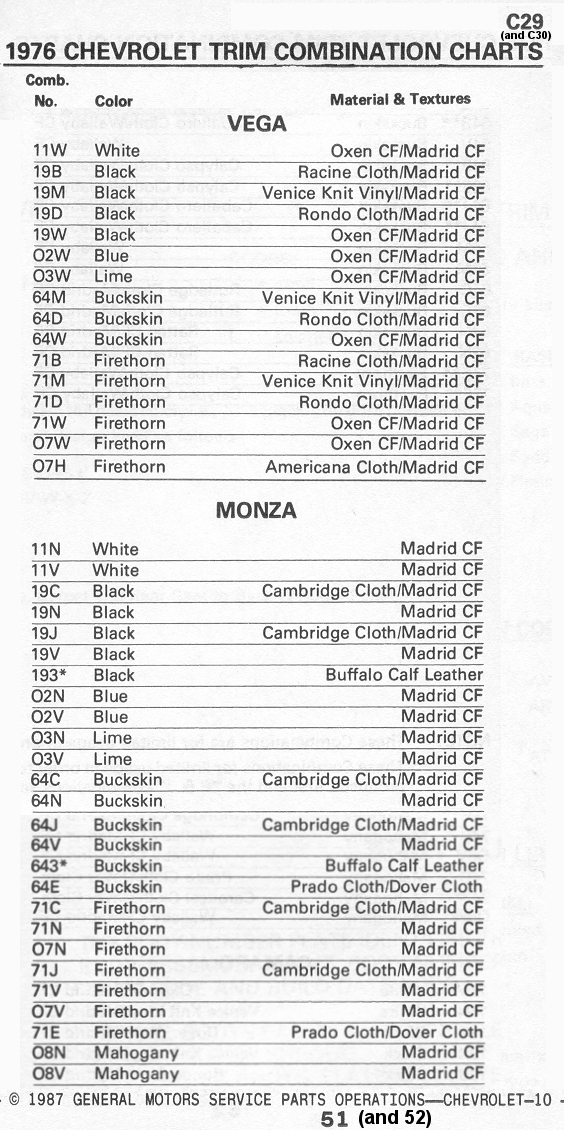 C29
(and C30)
1976 CHEVROLET TRIM COMBINATION CHARTS
Comb.
No. Color Material & Textures
VEGA
11W White Oxen CF/Madrid CF
19B Black Racine Cloth/Madrid CF
19M Black Venice Knit Vinyl/Madrid CF
19D Black Rondo Cloth/Madrid CF
19W Black Oxen CF/Madrid CF
O2W Blue Oxen CF/Madrid CF
O3W Lime Oxen CF/Madrid CF
64M Buckskin Venice Knit Vinyl/Madrid CF
64D Buckskin Rondo Cloth/Madrid CF
64W Buckskin Oxen CF/Madrid CF
71B Firethorn Racine Cloth/Madrid CF
71M Firethorn Venice Knit Vinyl/Madrid CF
71D Firethorn Rondo Cloth/Madrid CF
71W Firethorn Oxen CF/Madrid CF
O7W Firethorn Oxen CF/Madrid CF
O7H Firethorn Americana Cloth/Madrid CF
MONZA
11N White Madrid CF
11V White Madrid CF
19C Black Cambridge Cloth/Madrid CF
19N Black Madrid CF
19J Black Cambridge Cloth/Madrid CF
19V Black Madrid CF
193* Black Buffalo Calf Leather
O2N Blue Madrid CF
O2V Blue Madrid CF
O3N Lime Madrid CF
O3V Lime Madrid CF
64C Buckskin Cambridge Cloth/Madrid CF
64N Buckskin Madrid CF
64J Buckskin Cambridge Cloth/Madrid CF
64V Buckskin Madrid CF
643* Buckskin Buffalo Calf Leather
64E Buckskin Prado Cloth/Dover Cloth
71C Firethorn Cambridge Cloth/Madrid CF
71N Firethorn Madrid CF
O7N Firethorn Madrid CF
71J Firethorn Cambridge Cloth/Madrid CF
71V Firethorn Madrid CF
O7V Firethorn Madrid CF
71E Firethorn Prado Cloth/Dover Cloth
O8N Mahogany Madrid CF
O8V Mahogany Madrid CF
- © 1987 GENERAL MOTORS SERVICE PARTS OPERATIONS—CHEVROLET—10 -
51 (and 52)